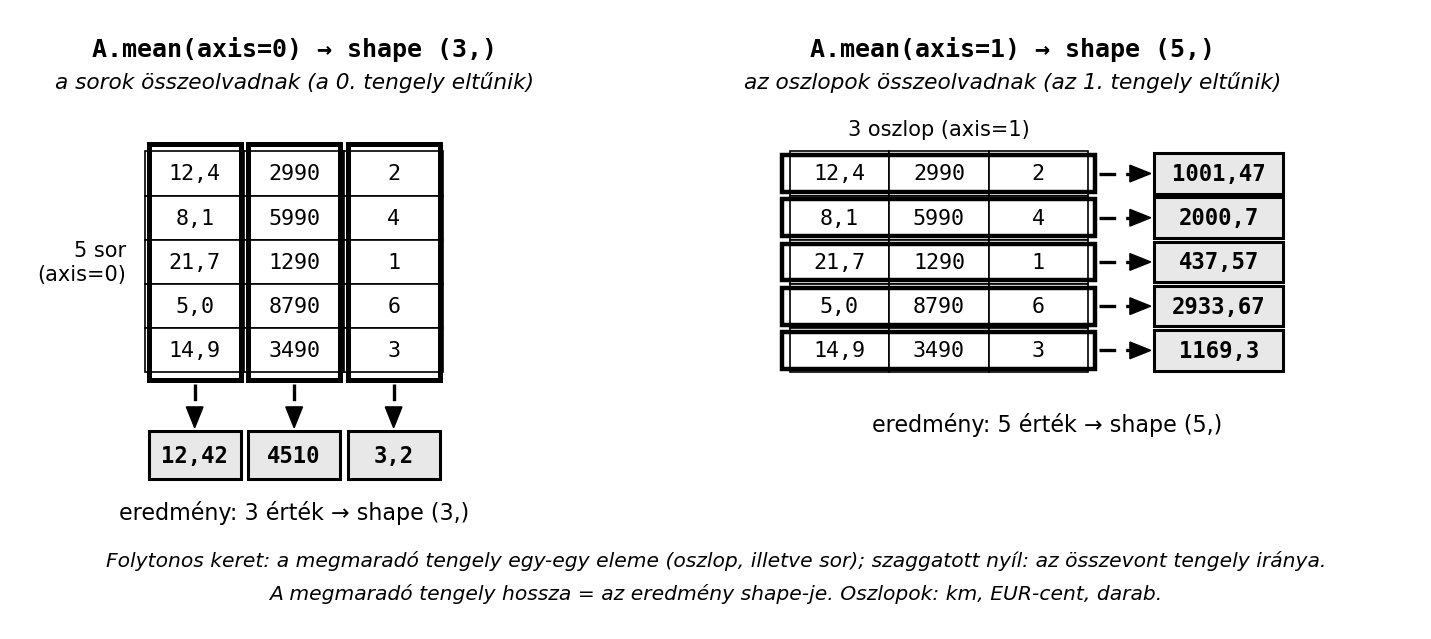 A.mean(axis=0) → shape (3,)
a sorok összeolvadnak (a 0. tengely eltűnik)
5 sor
(axis=0)
12,4 2990 2
8,1 5990 4
21,7 1290 1
5,0 8790 6
14,9 3490 3
12,42 4510 3,2
eredmény: 3 érték → shape (3,)
A.mean(axis=1) → shape (5,)
az oszlopok összeolvadnak (az 1. tengely eltűnik)
3 oszlop (axis=1)
12,4 2990 2 1001,47
8,1 5990 4 2000,7
21,7 1290 1 437,57
5,0 8790 6 2933,67
14,9 3490 3 1169,3
eredmény: 5 érték → shape (5,)
Folytonos keret: a megmaradó tengely egy-egy eleme (oszlop, illetve sor); szaggatott nyíl: az összevont tengely iránya.
A megmaradó tengely hossza = az eredmény shape-je. Oszlopok: km, EUR-cent, darab.